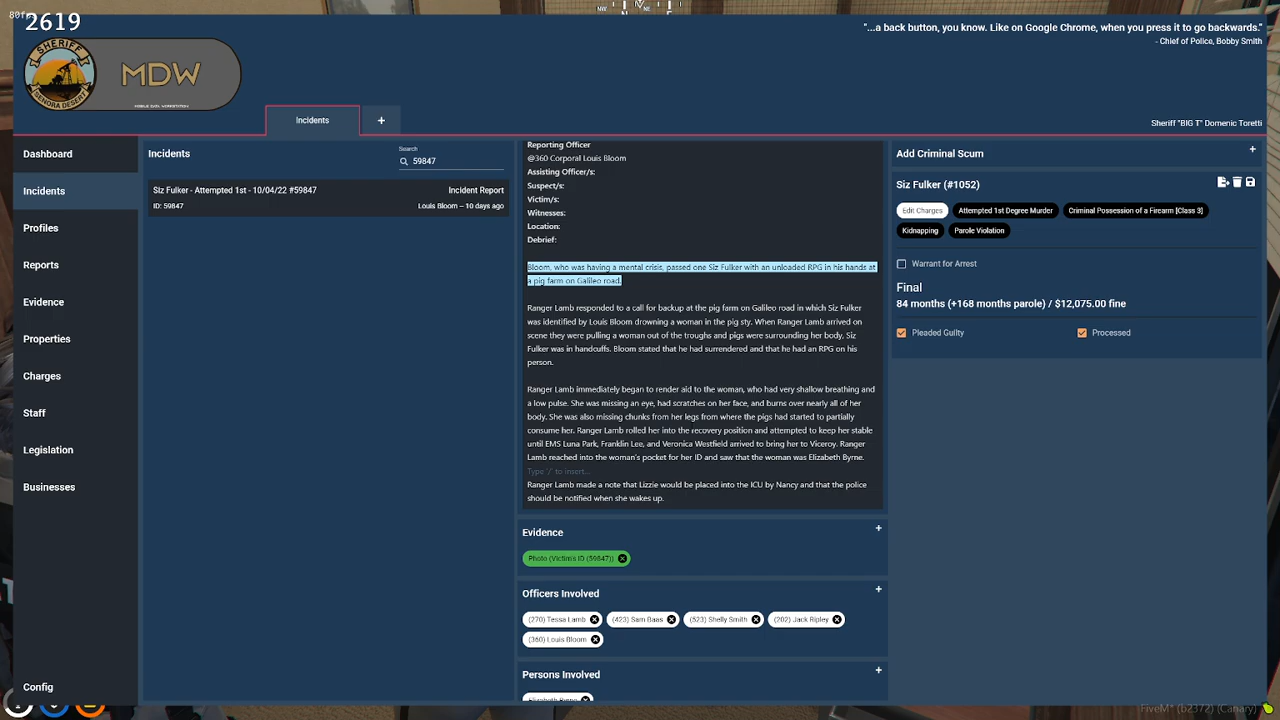 80fps
2619
NW
NE
"...a back button, you know. Like on Google Chrome, when you press it to go backwards."
- Chief of Police, Bobby Smith
SHERIFF
SENORA DESERT
MDW
MOBILE DATA WORKSTATION
Incidents
+
Sheriff "BIG T" Domenic Toretti
Dashboard
Incidents
Profiles
Reports
Evidence
Properties
Charges
Staff
Legislation
Businesses
Config
Incidents
Search
59847
Siz Fulker - Attempted 1st - 10/04/22 #59847
Incident Report
ID: 59847
Louis Bloom – 10 days ago
Reporting Officer
@360 Corporal Louis Bloom
Assisting Officer/s:
Suspect/s:
Victim/s:
Witnesses:
Location:
Debrief:
Bloom, who was having a mental crisis, passed one Siz Fulker with an unloaded RPG in his hands at
a pig farm on Galileo road.
Ranger Lamb responded to a call for backup at the pig farm on Galileo road in which Siz Fulker
was identified by Louis Bloom drowning a woman in the pig sty. When Ranger Lamb arrived on
scene they were pulling a woman out of the troughs and pigs were surrounding her body, Siz
Fulker was in handcuffs. Bloom stated that he had surrendered and that he had an RPG on his
person.
Ranger Lamb immediately began to render aid to the woman, who had very shallow breathing and
a low pulse. She was missing an eye, had scratches on her face, and burns over nearly all of her
body. She was also missing chunks from her legs from where the pigs had started to partially
consume her. Ranger Lamb rolled her into the recovery position and attempted to keep her stable
until EMS Luna Park, Franklin Lee, and Veronica Westfield arrived to bring her to Viceroy. Ranger
Lamb reached into the woman's pocket for her ID and saw that the woman was Elizabeth Byrne.
Type '/' to insert...
Ranger Lamb made a note that Lizzie would be placed into the ICU by Nancy and that the police
should be notified when she wakes up.
Evidence
+
Photo (Victims ID (59847))
Officers Involved
+
(270) Tessa Lamb
(423) Sam Baas
(523) Shelly Smith
(202) Jack Ripley
(360) Louis Bloom
Persons Involved
+
Elizabeth Byrne
Add Criminal Scum
+
Siz Fulker (#1052)
Edit Charges
Attempted 1st Degree Murder
Criminal Possession of a Firearm [Class 3]
Kidnapping
Parole Violation
Warrant for Arrest
Final
84 months (+168 months parole) / $12,075.00 fine
Pleaded Guilty
Processed
FiveM* (b2372) (Canary)